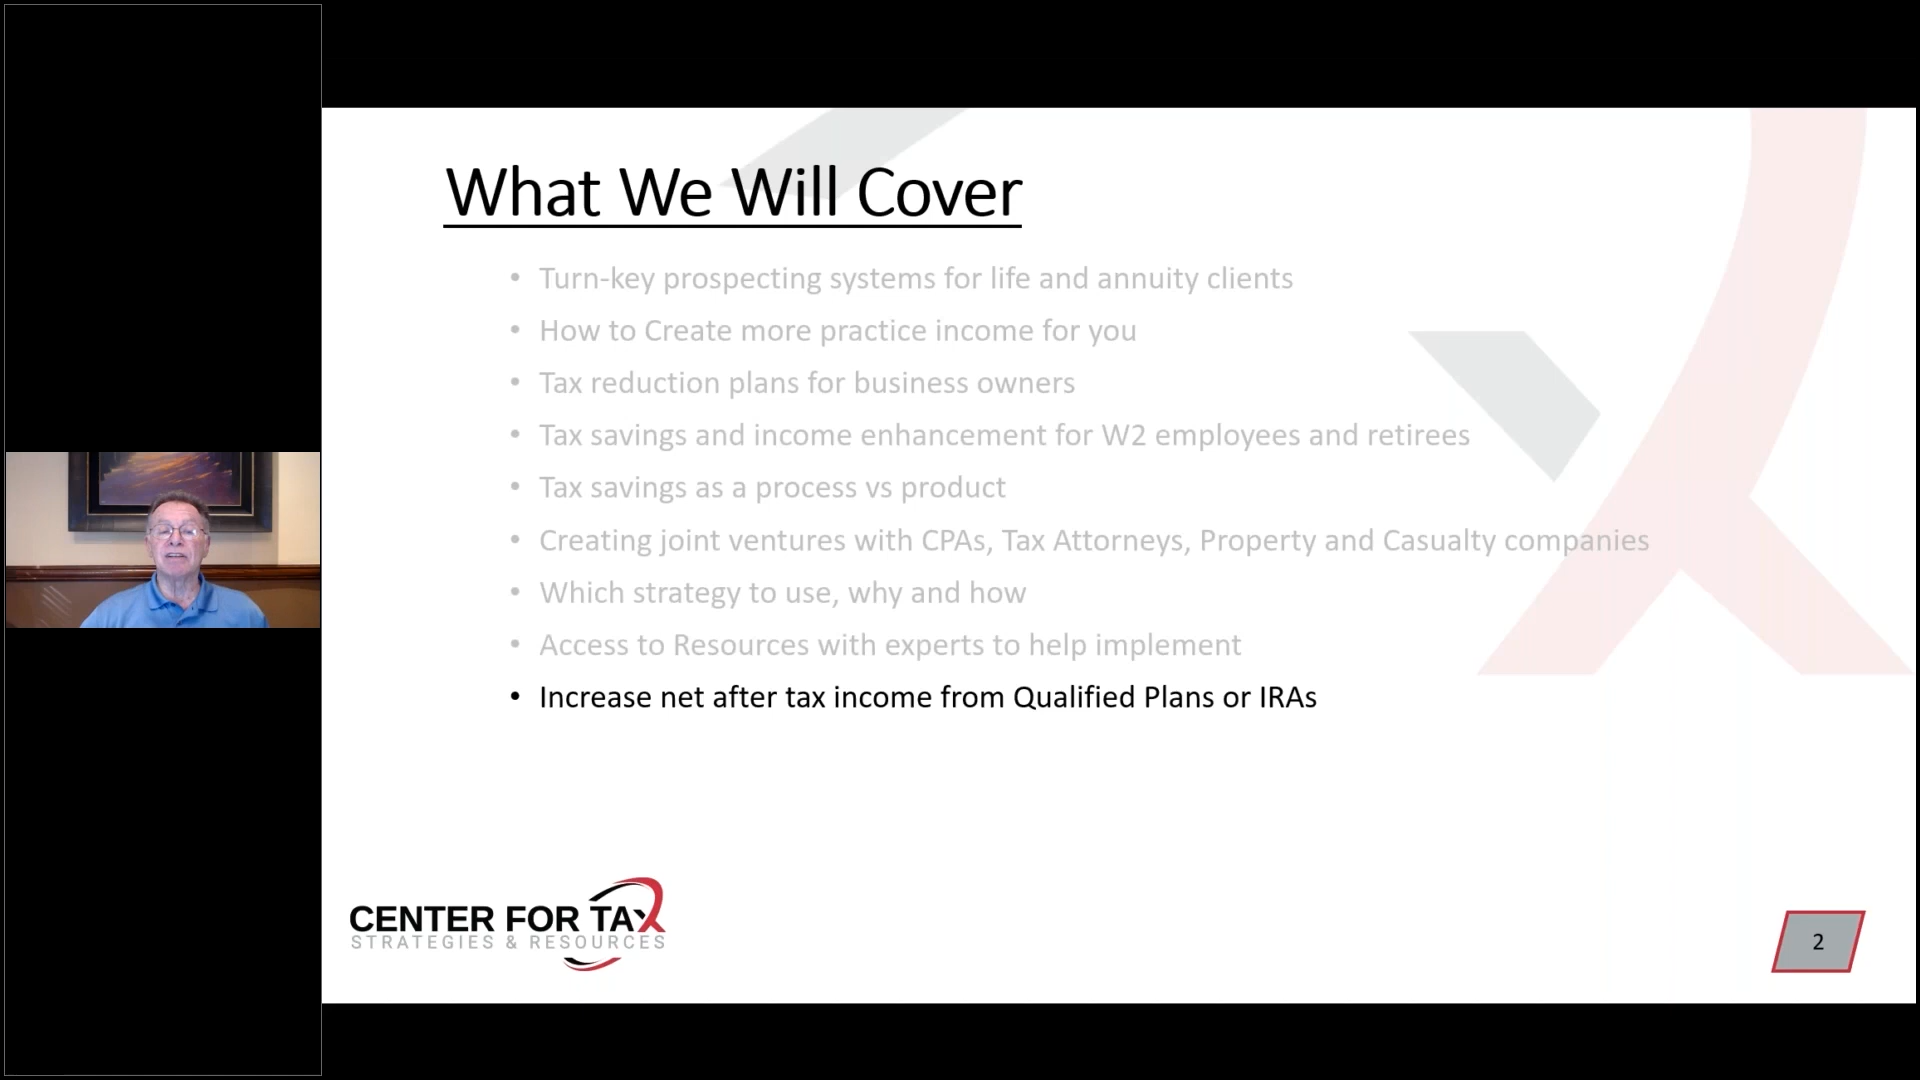 What We Will Cover
• Turn-key prospecting systems for life and annuity clients
• How to Create more practice income for you
• Tax reduction plans for business owners
• Tax savings and income enhancement for W2 employees and retirees
• Tax savings as a process vs product
• Creating joint ventures with CPAs, Tax Attorneys, Property and Casualty companies
• Which strategy to use, why and how
• Access to Resources with experts to help implement
• Increase net after tax income from Qualified Plans or IRAs
CENTER FOR TAX
STRATEGIES & RESOURCES
2